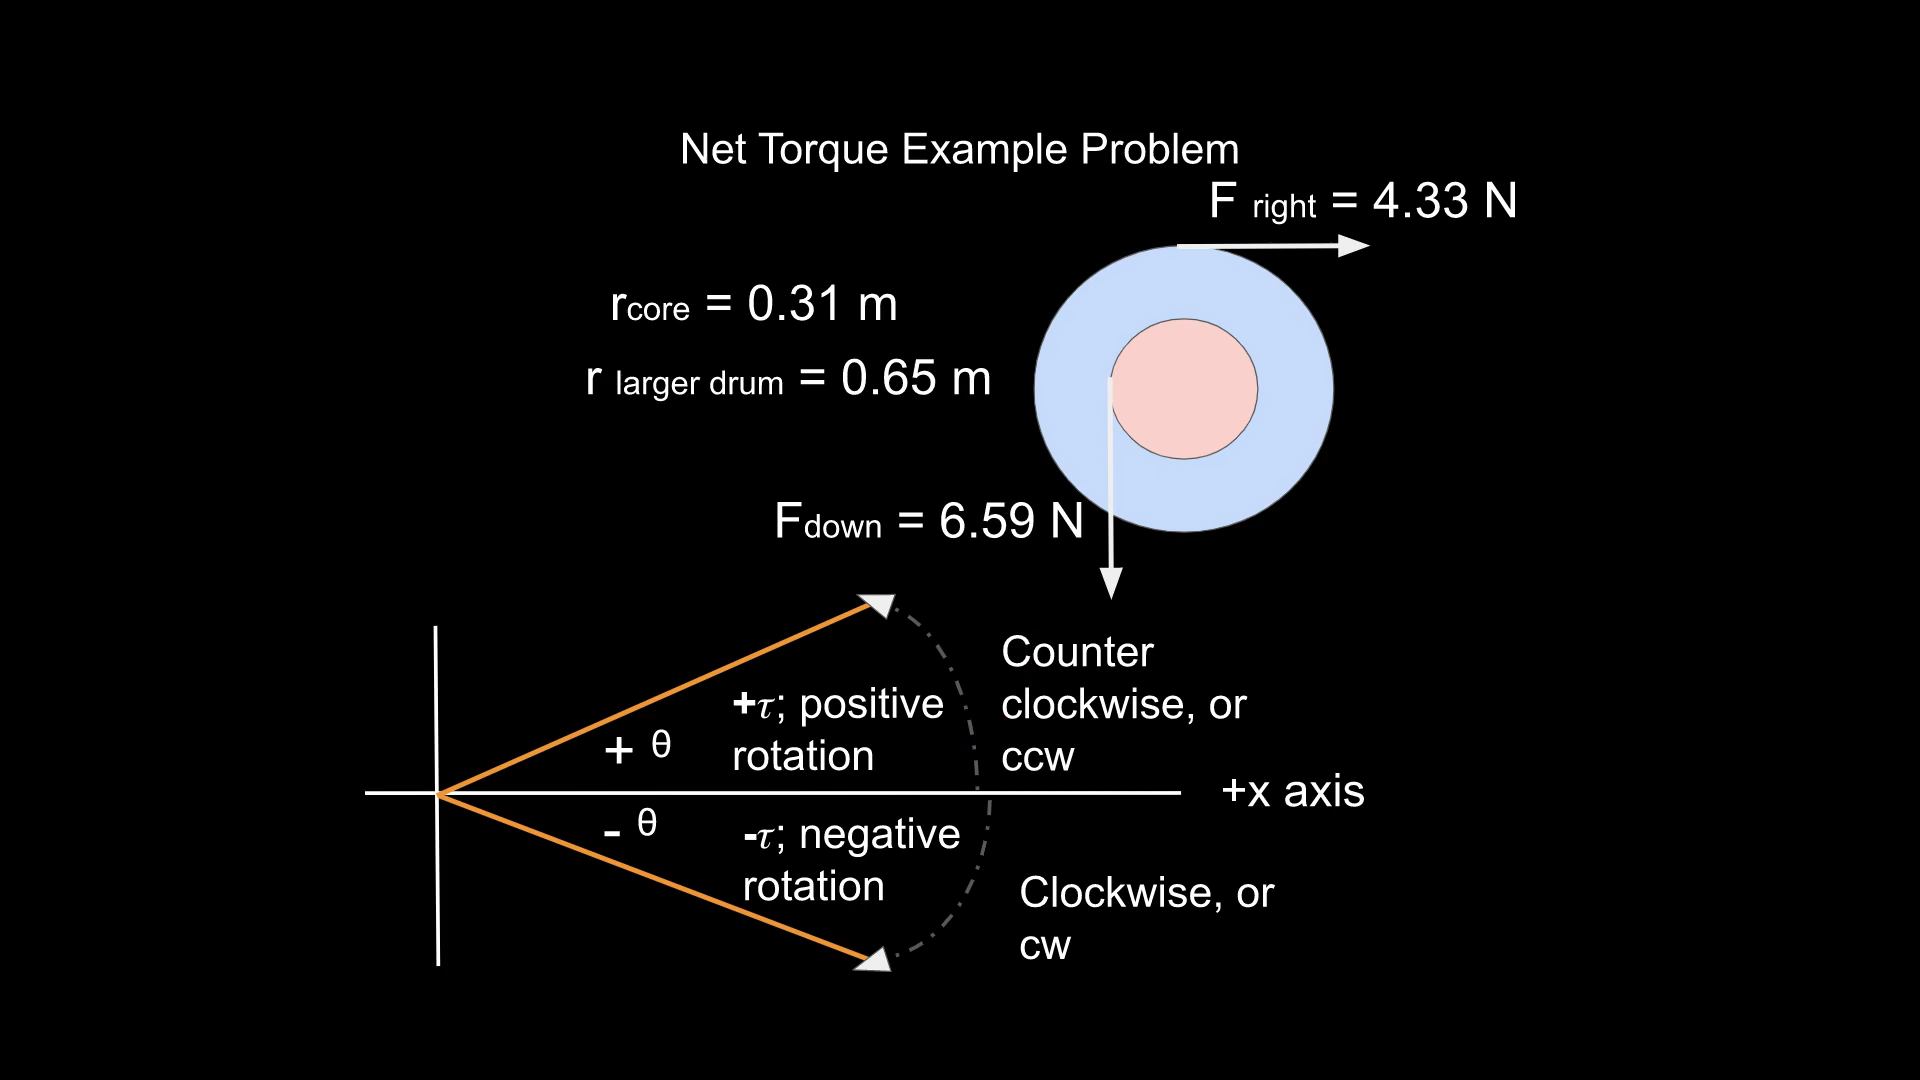 Net Torque Example Problem
F right = 4.33 N
rcore = 0.31 m
r larger drum = 0.65 m
Fdown = 6.59 N
Counter
clockwise, or
ccw
+τ; positive
rotation
+ θ
+x axis
- θ
-τ; negative
rotation
Clockwise, or
cw